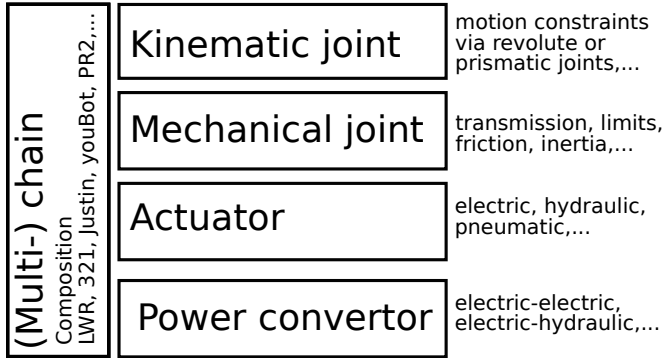 (Multi-) chain
Composition
LWR, 321, Justin, youBot, PR2,...
Kinematic joint
motion constraints
via revolute or
prismatic joints,...
Mechanical joint
transmission, limits,
friction, inertia,...
Actuator
electric, hydraulic,
pneumatic,...
Power convertor
electric-electric,
electric-hydraulic,...